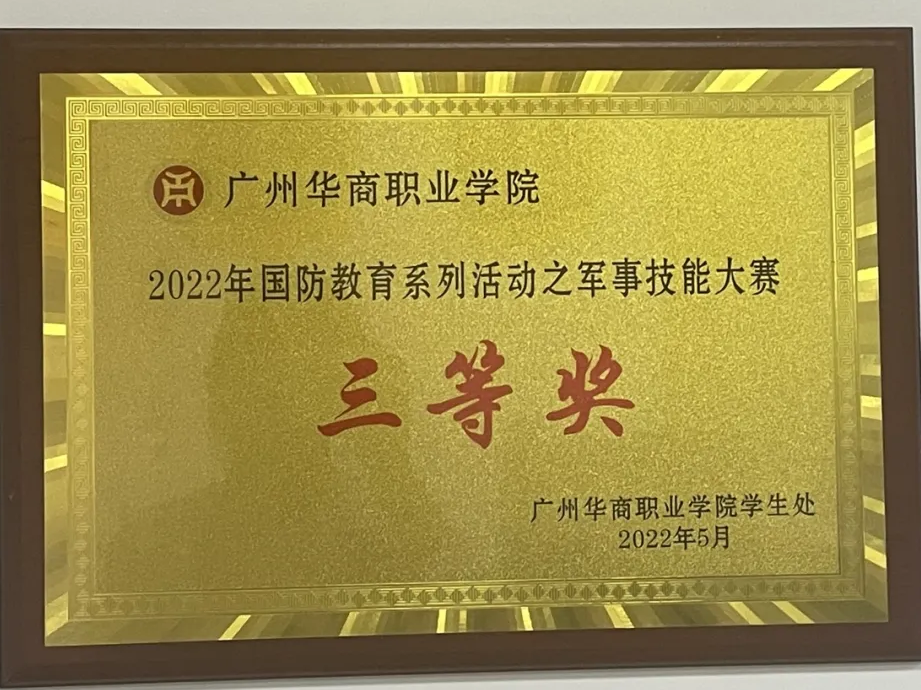 广州华商职业学院
2022年国防教育系列活动之军事技能大赛
三等奖
广州华商职业学院学生处
2022年5月